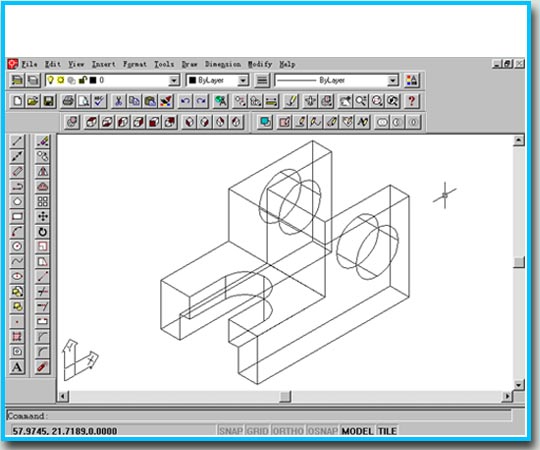 File Edit View Insert Format Tools Draw Dimension Modify Help
0 ByLayer ByLayer
A
Command:
57.9745, 21.7189,0.0000 SNAP GRID ORTHO OSNAP MODEL TILE